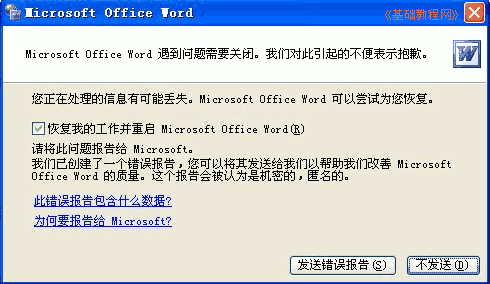 Microsoft Office Word
《基础教程网》
Microsoft Office Word 遇到问题需要关闭。我们对此引起的不便表示抱歉。
您正在处理的信息有可能丢失。Microsoft Office Word 可以尝试为您恢复。
恢复我的工作并重启 Microsoft Office Word(R)
请将此问题报告给 Microsoft。
我们已创建了一个错误报告，您可以将其发送给我们以帮助我们改善 Microsoft
Office Word 的质量。这个报告会被认为是机密的，匿名的。
此错误报告包含什么数据?
为何要报告给 Microsoft?
发送错误报告(S)
不发送(D)